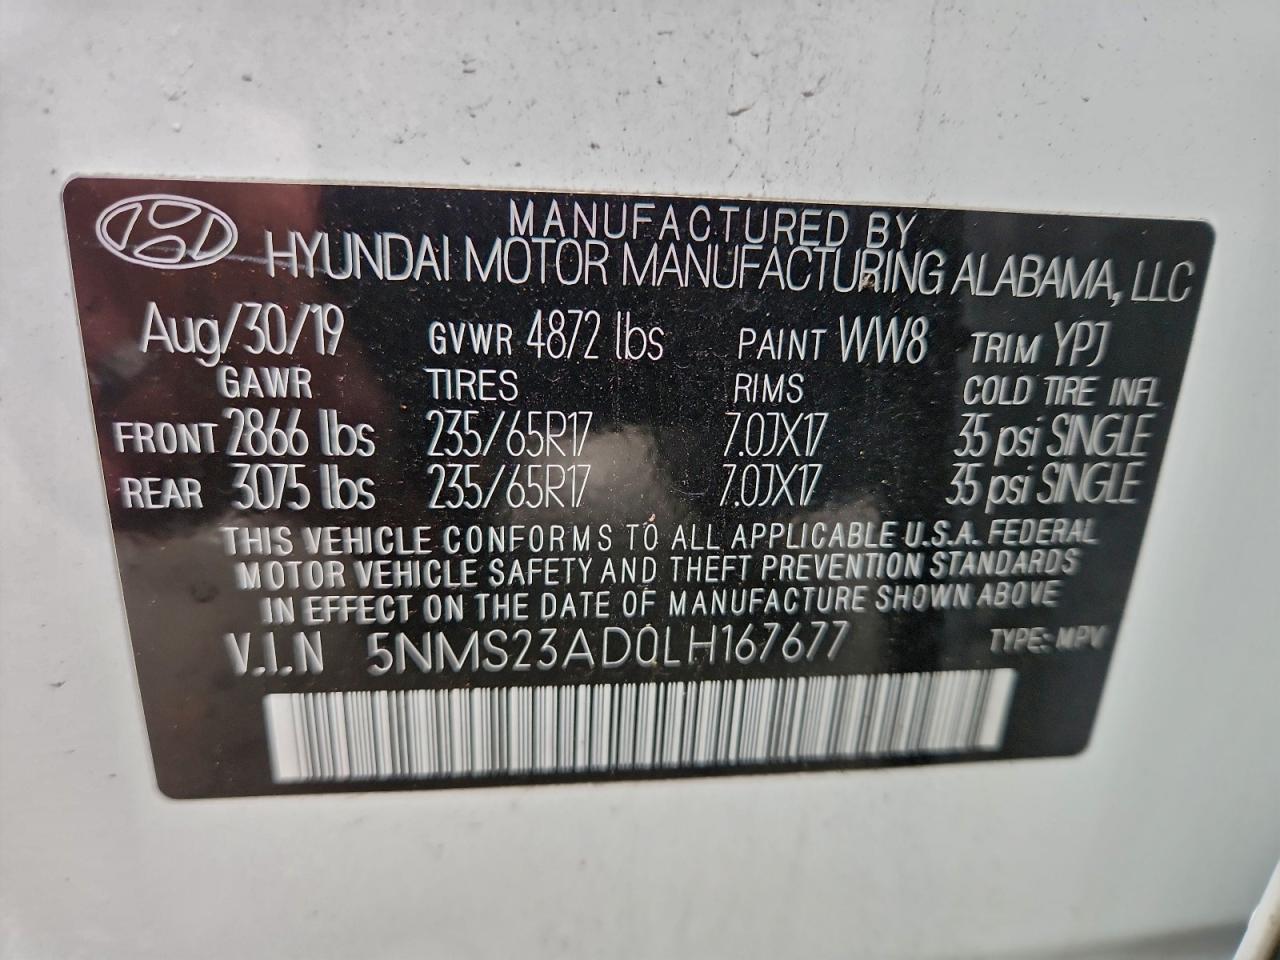 MANUFACTURED BY
HYUNDAI MOTOR MANUFACTURING ALABAMA, LLC
Aug/30/19 GVWR 4872 lbs PAINT WW8 TRIM YPJ
GAWR TIRES RIMS COLD TIRE INFL
FRONT 2866 lbs 235/65R17 7.0JX17 35 psi SINGLE
REAR 3075 lbs 235/65R17 7.0JX17 35 psi SINGLE
THIS VEHICLE CONFORMS TO ALL APPLICABLE U.S.A. FEDERAL
MOTOR VEHICLE SAFETY AND THEFT PREVENTION STANDARDS
IN EFFECT ON THE DATE OF MANUFACTURE SHOWN ABOVE
V.I.N 5NMS23AD0LH167677 TYPE: MPV